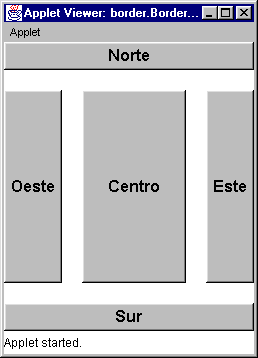 Applet Viewer: border.Border...
Applet
Norte
Oeste Centro Este
Sur
Applet started.